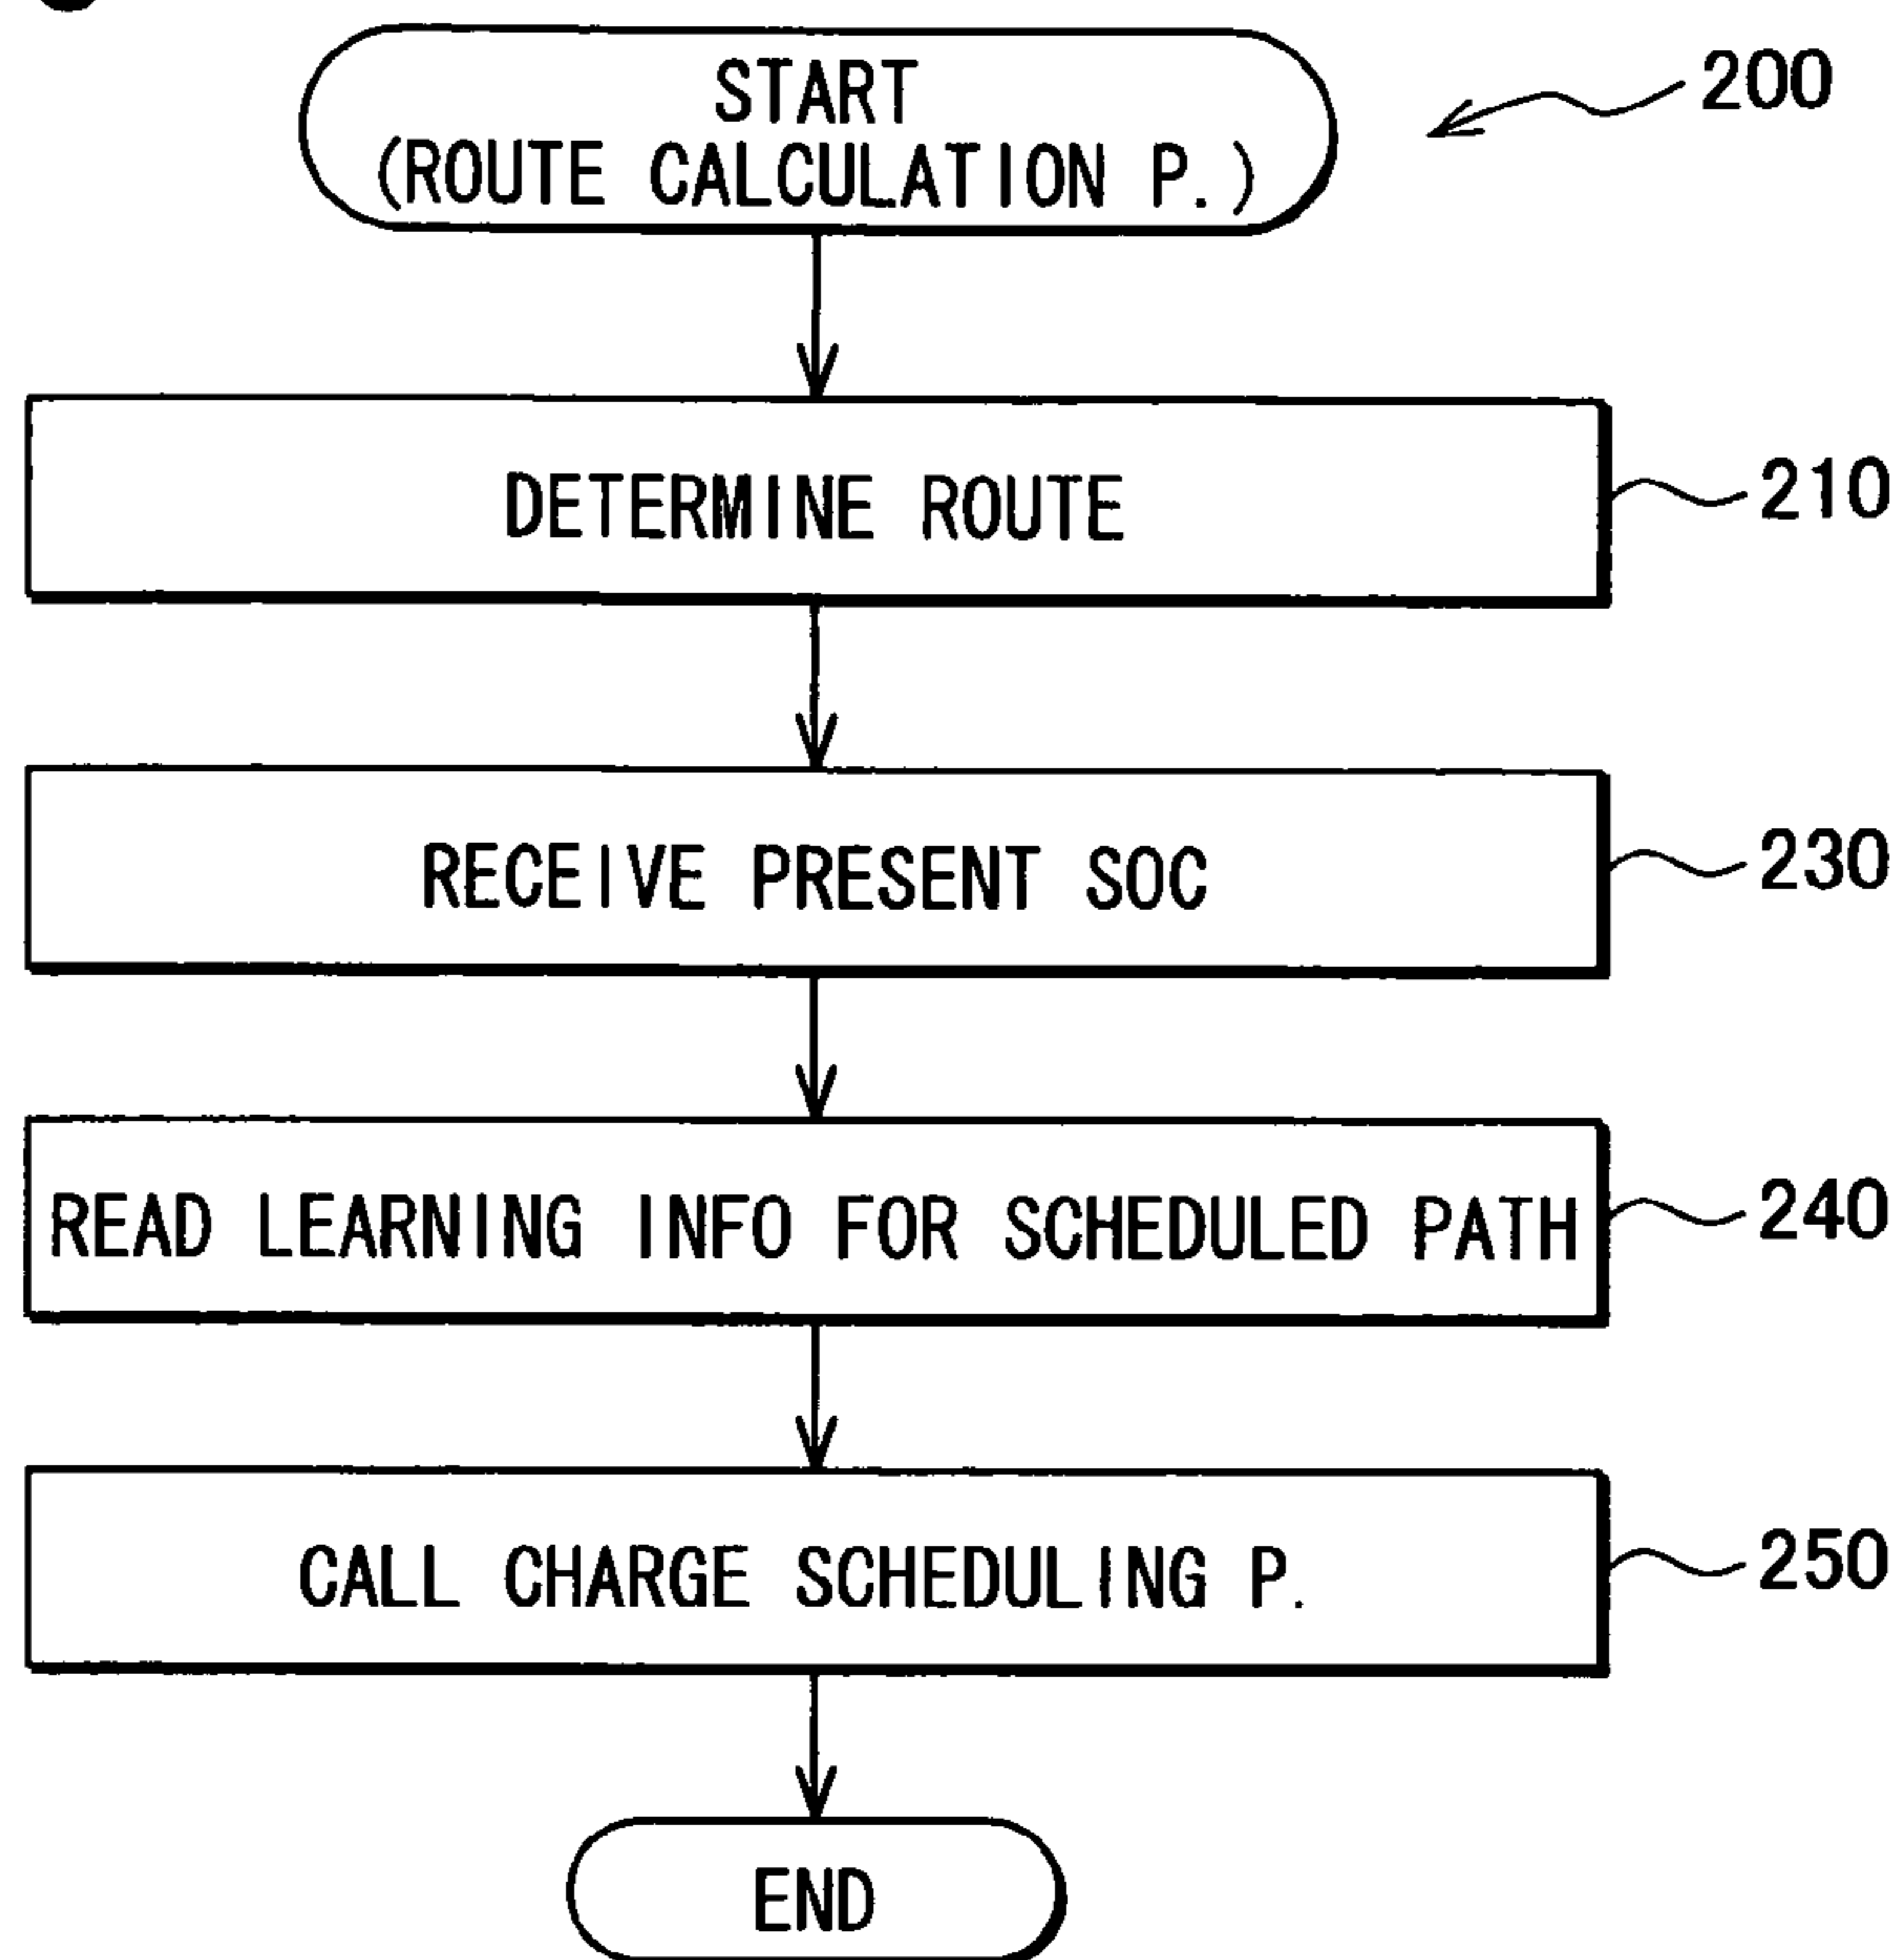 START
(ROUTE CALCULATION P.)
200
DETERMINE ROUTE
210
RECEIVE PRESENT SOC
230
READ LEARNING INFO FOR SCHEDULED PATH
240
CALL CHARGE SCHEDULING P.
250
END